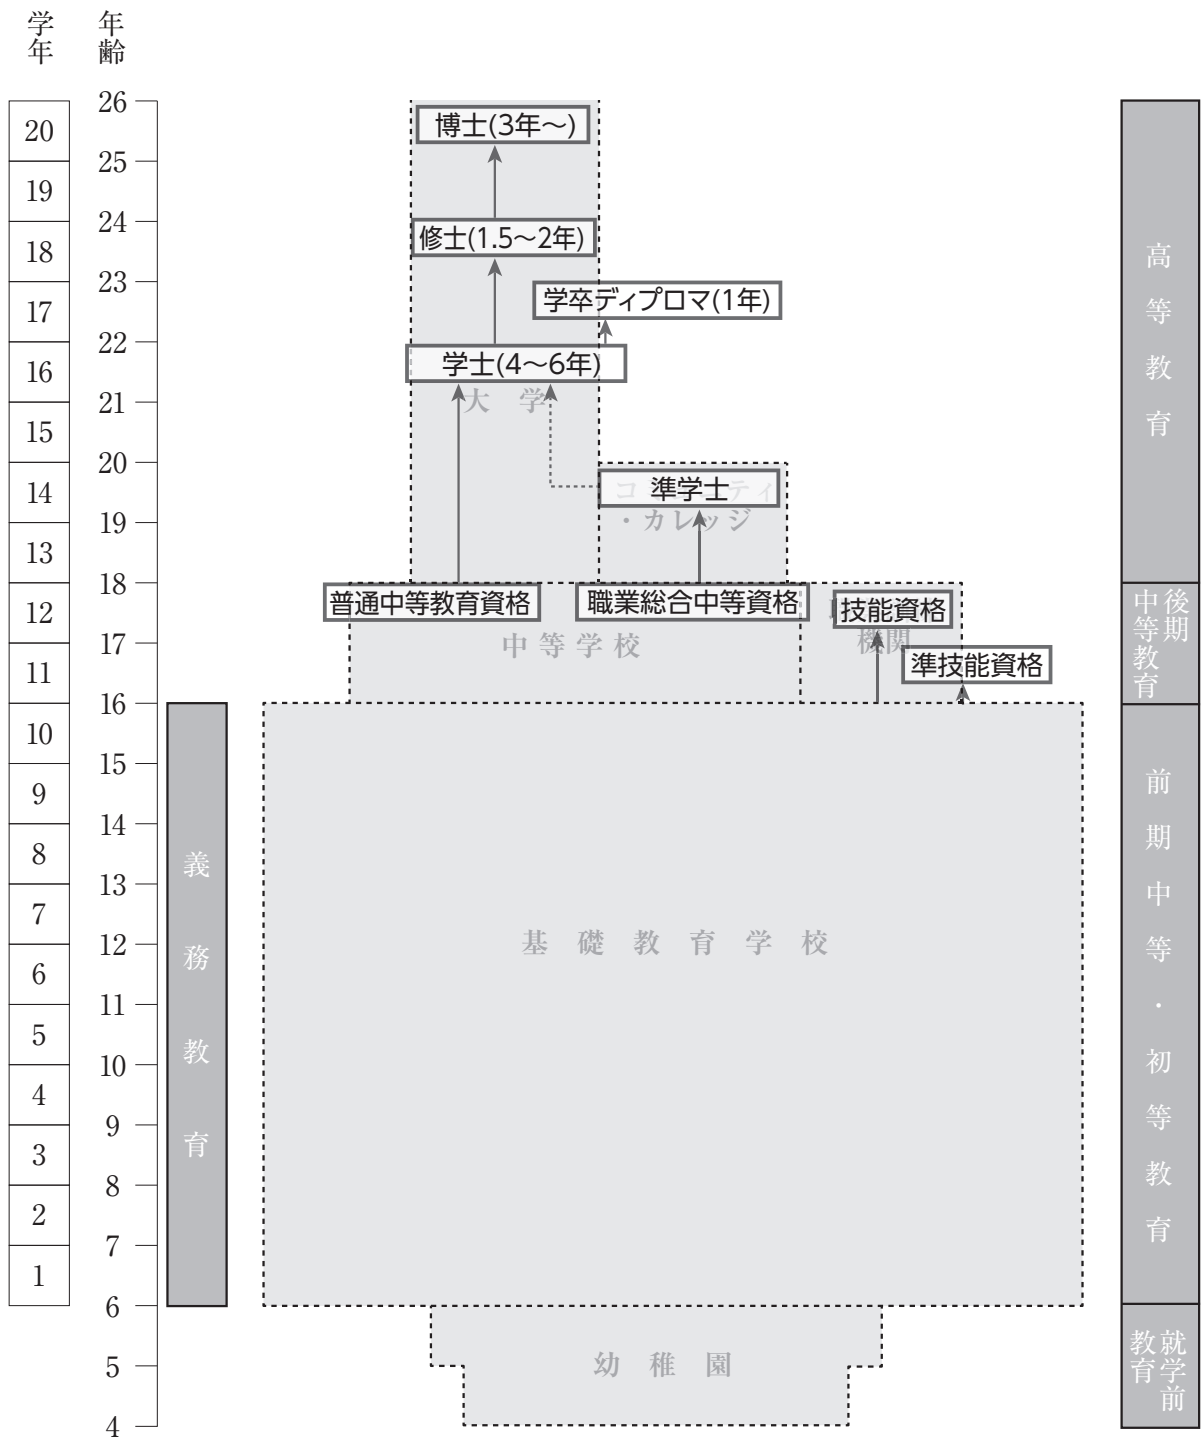 学年
年齢
26
20
博士(3年～)
25
19
24
修士(1.5～2年)
18
23
学卒ディプロマ(1年)
17
22
学士(4～6年)
16
大学
21
15
20
14
準学士
・カレッジ
19
13
18
普通中等教育資格
職業総合中等資格
技能資格
12
中等学校
機関
17
準技能資格
11
16
10
15
9
14
8
13
7
12
基礎教育学校
6
11
5
10
4
9
3
8
2
7
1
6
幼稚園
5
4
義務教育
高等教育
後期
中等教育
前期中等・初等教育
就学前
教育